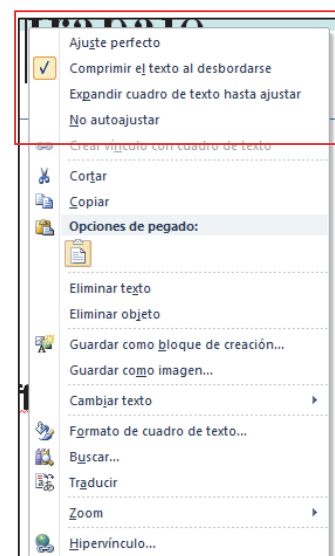 Trabajo
Ajuste perfecto
Comprimir el texto al desbordarse
Expandir cuadro de texto hasta ajustar
No autoajustar
Crear vínculo con cuadro de texto
Cortar
Copiar
Opciones de pegado:
Eliminar texto
Eliminar objeto
Guardar como bloque de creación...
Guardar como imagen...
Cambiar texto
Formato de cuadro de texto...
Buscar...
Traducir
Zoom
Hipervínculo...